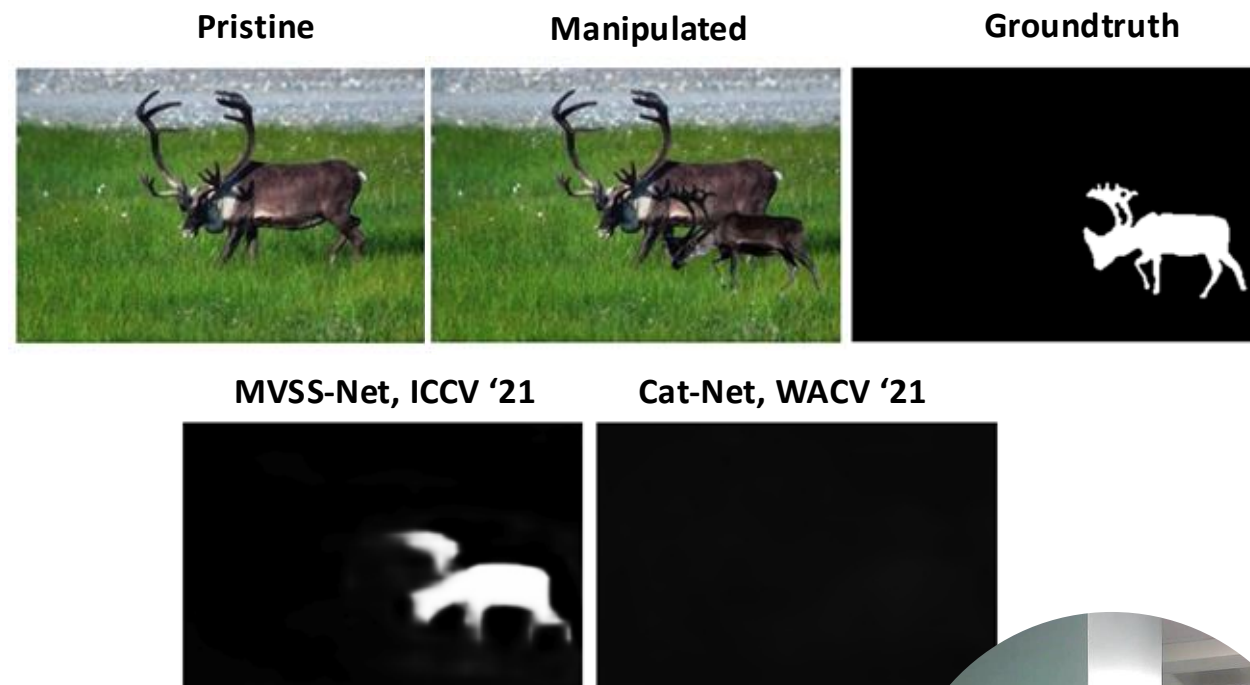 Pristine
Manipulated
Groundtruth
MVSS-Net, ICCV ‘21
Cat-Net, WACV ‘21